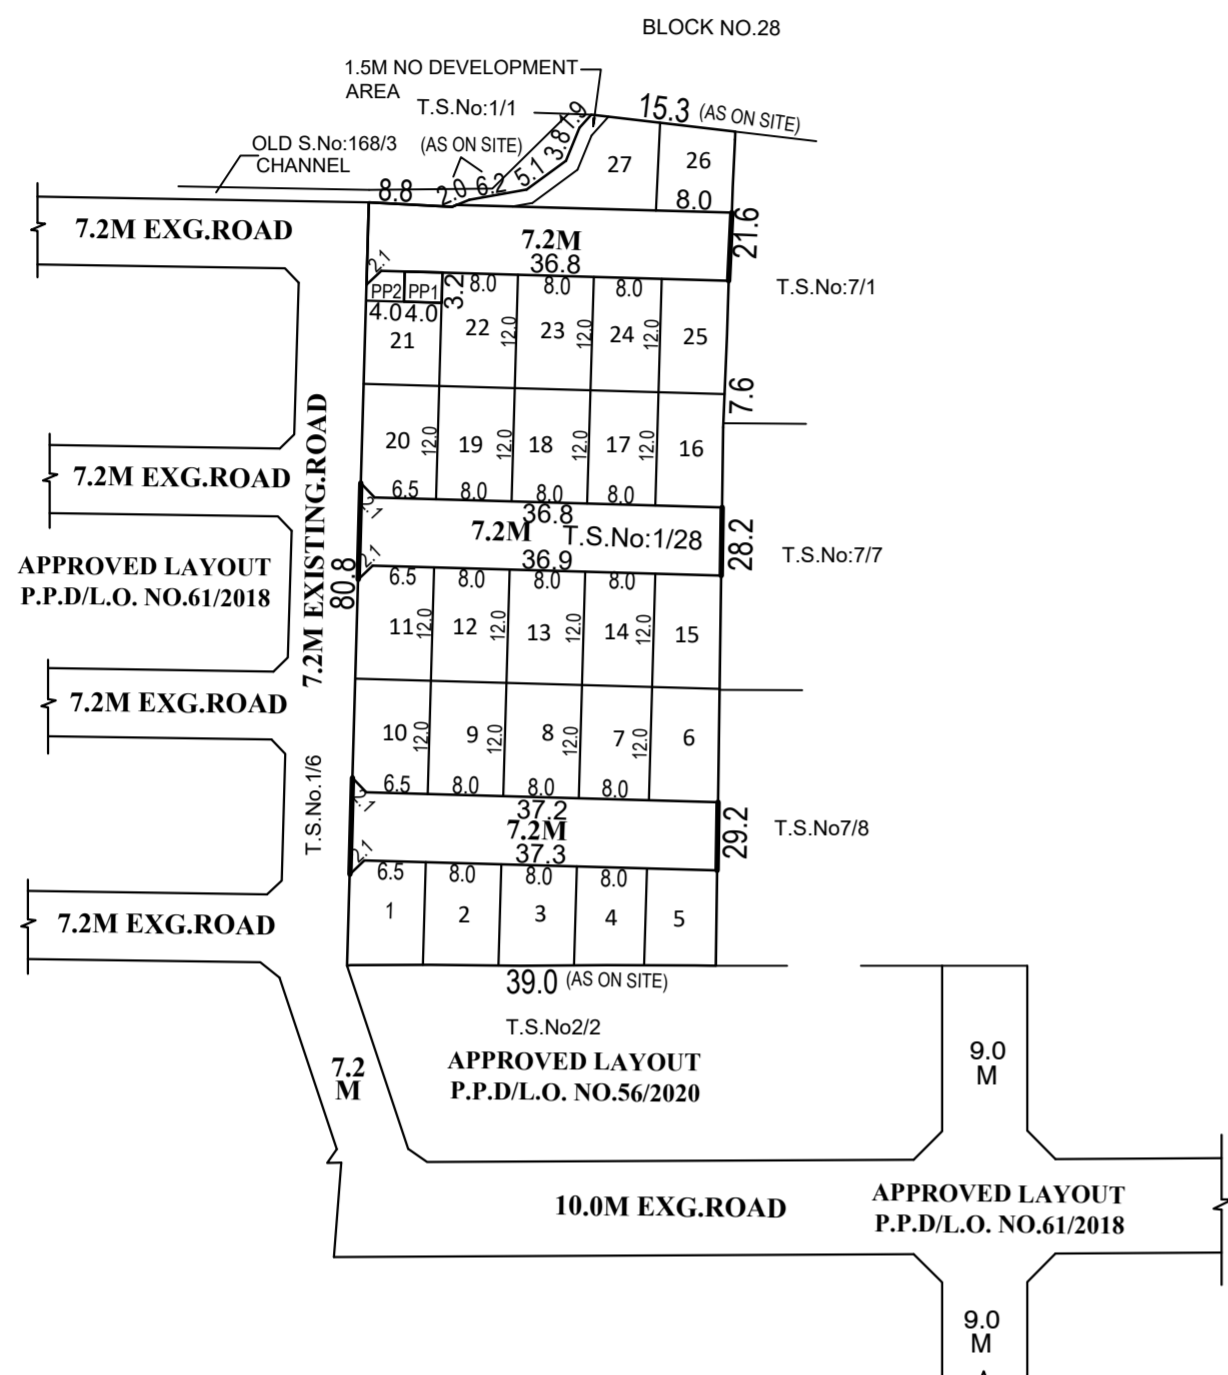 BLOCK NO.28
1.5M NO DEVELOPMENT
AREA
T.S.No:1/1
15.3 (AS ON SITE)
OLD S.No:168/3
CHANNEL
(AS ON SITE)
8.8
2.0
6.2
5.1
3.8
1.9
27
26
8.0
7.2M EXG.ROAD
7.2M
36.8
21.6
T.S.No:7/1
2.1
PP2
PP1
3.2
8.0
8.0
8.0
4.0
4.0
21
22
12.0
23
12.0
24
12.0
25
7.6
20
12.0
19
12.0
18
12.0
17
12.0
16
6.5
8.0
8.0
8.0
7.2M EXG.ROAD
7.2M EXISTING.ROAD
2.1
36.8
7.2M
T.S.No:1/28
36.9
28.2
T.S.No:7/7
2.1
80.8
APPROVED LAYOUT
P.P.D/L.O. NO.61/2018
6.5
8.0
8.0
8.0
11
12.0
12
12.0
13
12.0
14
12.0
15
7.2M EXG.ROAD
10
12.0
9
12.0
8
12.0
7
12.0
6
6.5
8.0
8.0
8.0
T.S.No.1/6
2.1
37.2
7.2M
37.3
29.2
T.S.No7/8
2.1
6.5
8.0
8.0
8.0
1
2
3
4
5
7.2M EXG.ROAD
39.0 (AS ON SITE)
T.S.No2/2
APPROVED LAYOUT
P.P.D/L.O. NO.56/2020
7.2
M
9.0
M
10.0M EXG.ROAD
APPROVED LAYOUT
P.P.D/L.O. NO.61/2018
9.0
M